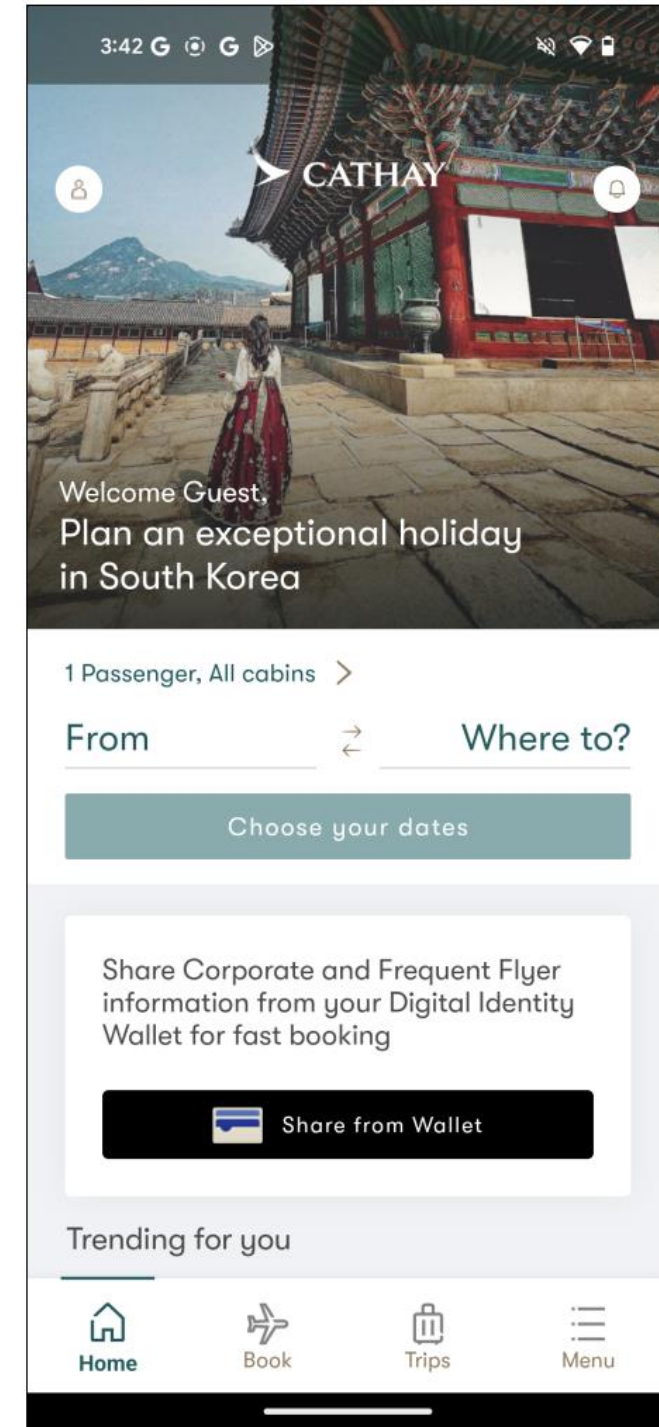 3:42
CATHAY
Welcome Guest,
Plan an exceptional holiday
in South Korea
1 Passenger, All cabins
From
Where to?
Choose your dates
Share Corporate and Frequent Flyer
information from your Digital Identity
Wallet for fast booking
Share from Wallet
Trending for you
Home
Book
Trips
Menu